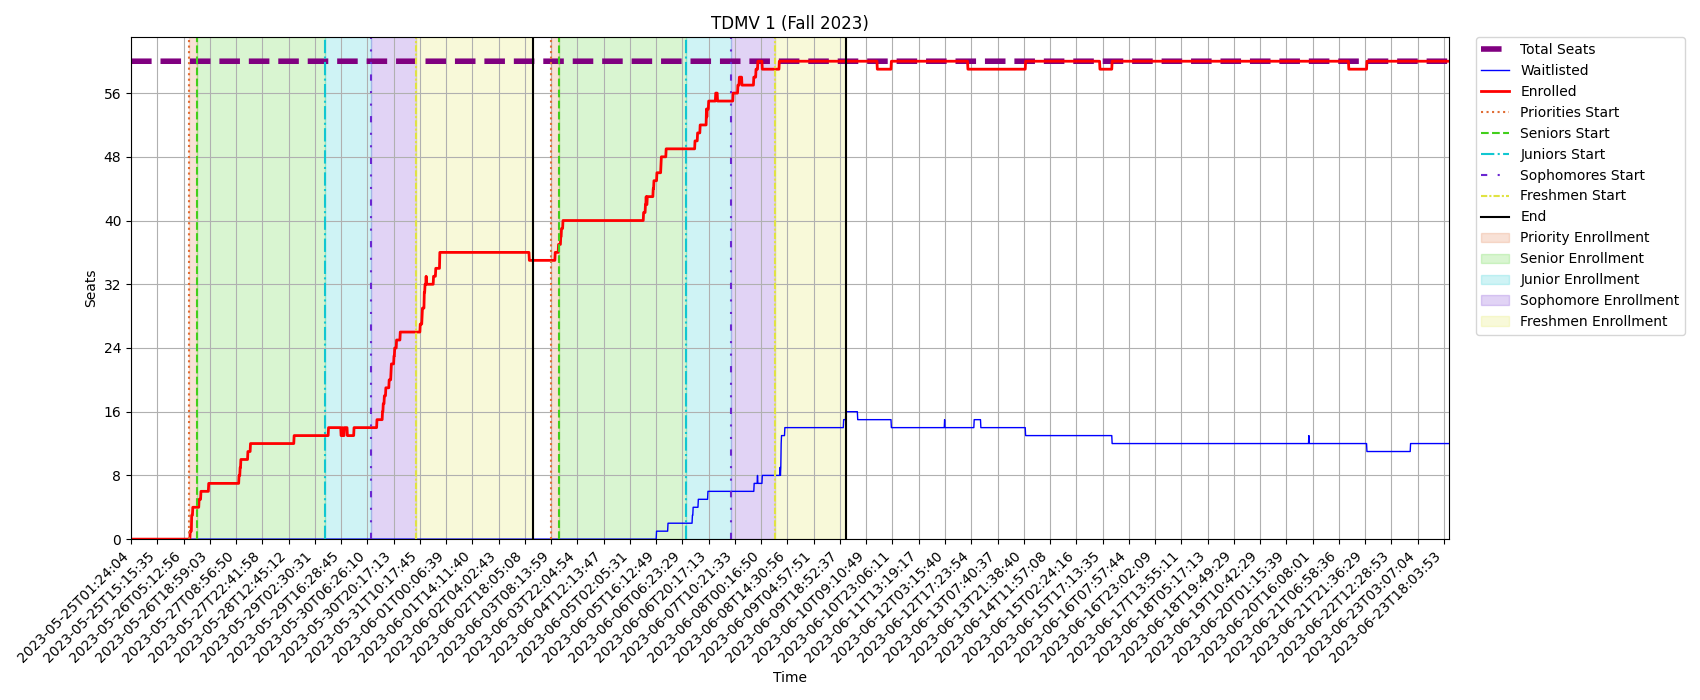 TDMV 1 (Fall 2023)
Total Seats
Waitlisted
Enrolled
Priorities Start
Seniors Start
Juniors Start
Sophomores Start
Freshmen Start
End
Priority Enrollment
Senior Enrollment
Junior Enrollment
Sophomore Enrollment
Freshmen Enrollment
Seats
56
48
40
32
24
16
8
0
2023-05-25T01:24:04
2023-05-25T15:15:35
2023-05-26T05:12:56
2023-05-26T18:59:03
2023-05-27T08:56:50
2023-05-27T22:41:58
2023-05-28T12:45:12
2023-05-29T02:30:31
2023-05-29T16:28:45
2023-05-30T06:26:10
2023-05-30T20:17:13
2023-05-31T10:17:45
2023-06-01T00:06:39
2023-06-01T14:11:40
2023-06-02T04:02:43
2023-06-02T18:05:08
2023-06-03T08:13:59
2023-06-03T22:04:54
2023-06-04T12:13:47
2023-06-05T02:05:31
2023-06-05T16:12:49
2023-06-06T06:23:29
2023-06-06T20:17:13
2023-06-07T10:21:33
2023-06-08T00:16:50
2023-06-08T14:30:56
2023-06-09T04:57:51
2023-06-09T18:52:37
2023-06-10T09:10:49
2023-06-10T23:06:11
2023-06-11T13:19:17
2023-06-12T03:15:40
2023-06-12T17:23:54
2023-06-13T07:40:37
2023-06-13T21:38:40
2023-06-14T11:57:08
2023-06-15T02:24:16
2023-06-15T17:13:35
2023-06-16T07:57:44
2023-06-16T23:02:09
2023-06-17T13:55:11
2023-06-18T05:17:13
2023-06-18T19:49:29
2023-06-19T10:42:29
2023-06-20T01:15:39
2023-06-20T16:08:01
2023-06-21T06:58:36
2023-06-21T21:36:29
2023-06-22T12:28:53
2023-06-23T03:07:04
2023-06-23T18:03:53
Time